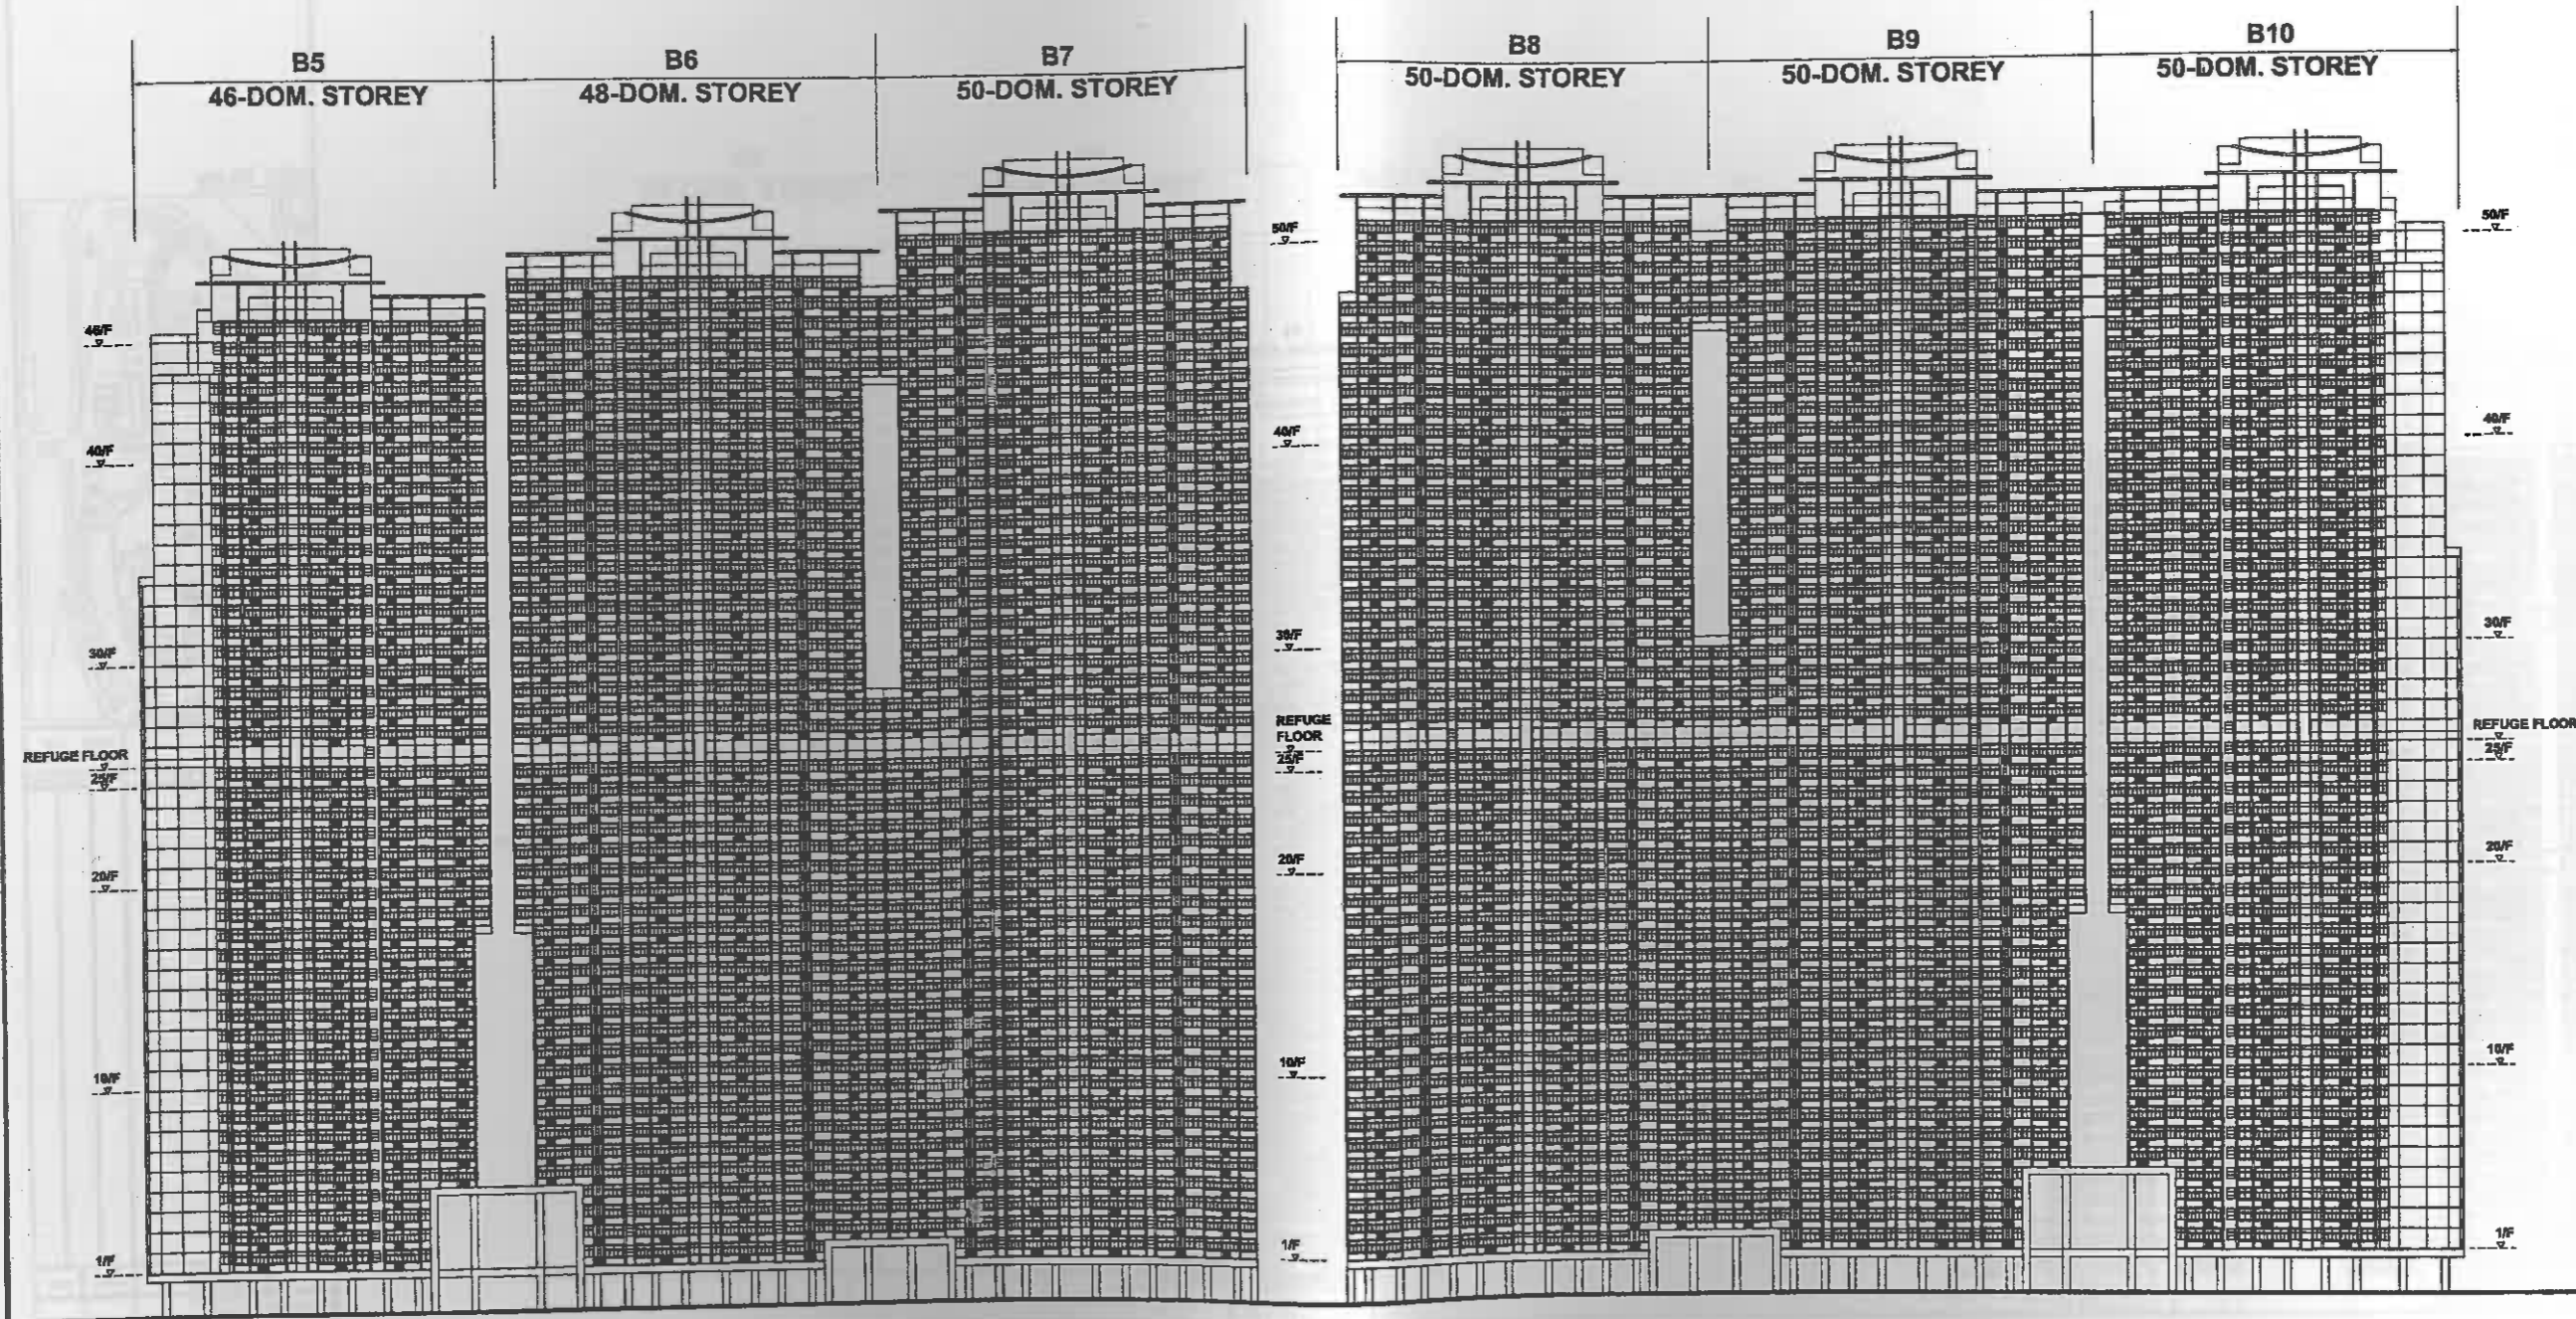 B5
46-DOM. STOREY
B6
48-DOM. STOREY
B7
50-DOM. STOREY
B8
50-DOM. STOREY
B9
50-DOM. STOREY
B10
50-DOM. STOREY
46/F
40/F
30/F
REFUGE FLOOR
25/F
20/F
10/F
1/F
50/F
40/F
30/F
REFUGE
FLOOR
25/F
20/F
10/F
1/F
50/F
40/F
30/F
REFUGE FLOOR
25/F
20/F
10/F
1/F